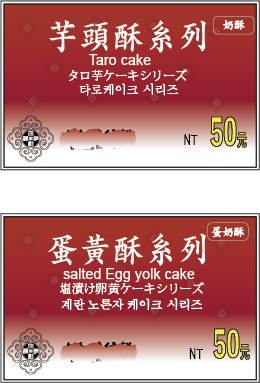 芋頭酥系列
奶酥
Taro cake
タロ芋ケーキシリーズ
타로케이크 시리즈
NT 50元
蛋黃酥系列
蛋奶酥
salted Egg yolk cake
塩漬け卵黄ケーキシリーズ
계란 노른자 케이크 시리즈
NT 50元